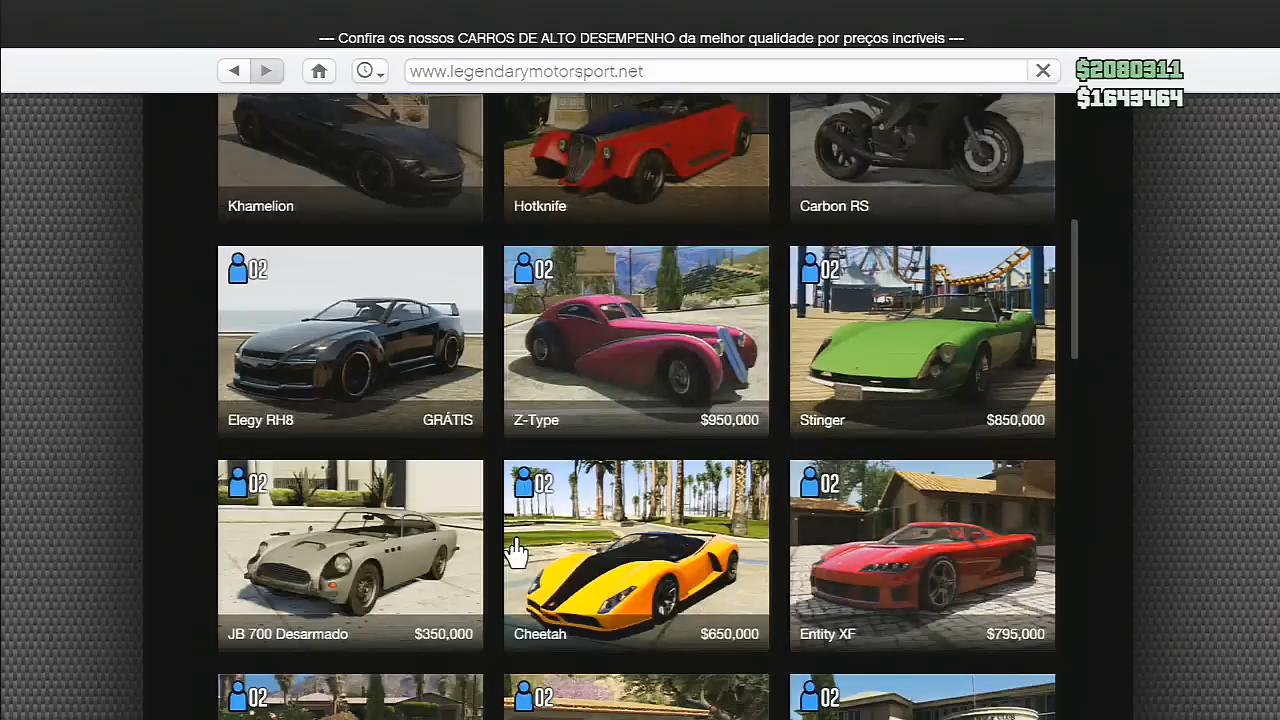 --- Confira os nossos CARROS DE ALTO DESEMPENHO da melhor qualidade por preços incríveis ---
www.legendarymotorsport.net
$2080311
$1643464
Khamelion
Hotknife
Carbon RS
02
02
02
Elegy RH8 GRÁTIS
Z-Type $950,000
Stinger $850,000
02
02
02
JB 700 Desarmado $350,000
Cheetah $650,000
Entity XF $795,000
02
02
02